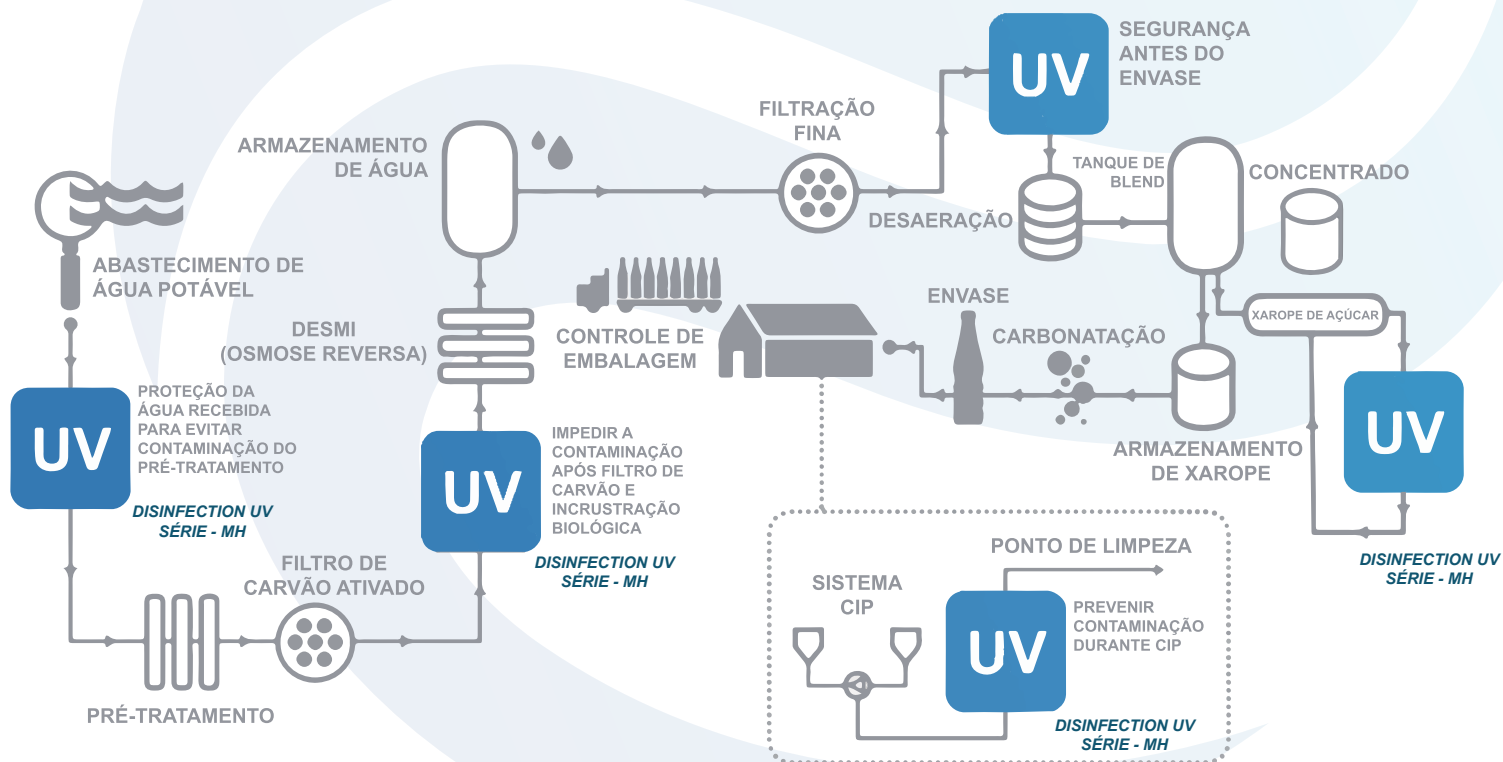 UV
SEGURANÇA
ANTES DO
ENVASE
FILTRAÇÃO
FINA
ARMAZENAMENTO
DE ÁGUA
TANQUE DE
BLEND
CONCENTRADO
DESAERAÇÃO
ABASTECIMENTO DE
ÁGUA POTÁVEL
DESMI
(OSMOSE REVERSA)
CONTROLE DE
EMBALAGEM
ENVASE
CARBONATAÇÃO
XAROPE DE AÇÚCAR
UV
PROTEÇÃO DA
ÁGUA RECEBIDA
PARA EVITAR
CONTAMINAÇÃO DO
PRÉ-TRATAMENTO
DISINFECTION UV
SÉRIE - MH
UV
IMPEDIR A
CONTAMINAÇÃO
APÓS FILTRO DE
CARVÃO E
INCRUSTRAÇÃO
BIOLÓGICA
DISINFECTION UV
SÉRIE - MH
ARMAZENAMENTO
DE XAROPE
UV
DISINFECTION UV
SÉRIE - MH
FILTRO DE
CARVÃO ATIVADO
PRÉ-TRATAMENTO
PONTO DE LIMPEZA
SISTEMA
CIP
UV
PREVENIR
CONTAMINAÇÃO
DURANTE CIP
DISINFECTION UV
SÉRIE - MH